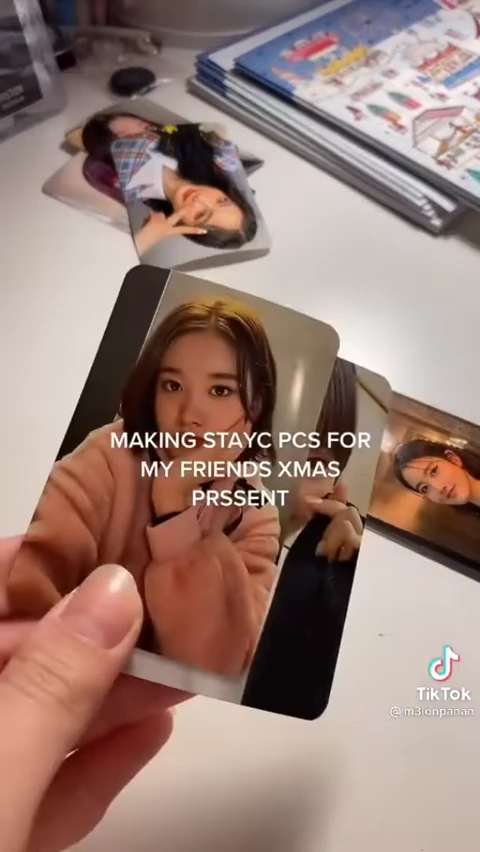 MAKING STAYC PCS FOR
MY FRIENDS XMAS
PRSSENT
TikTok
@m3lonpanan